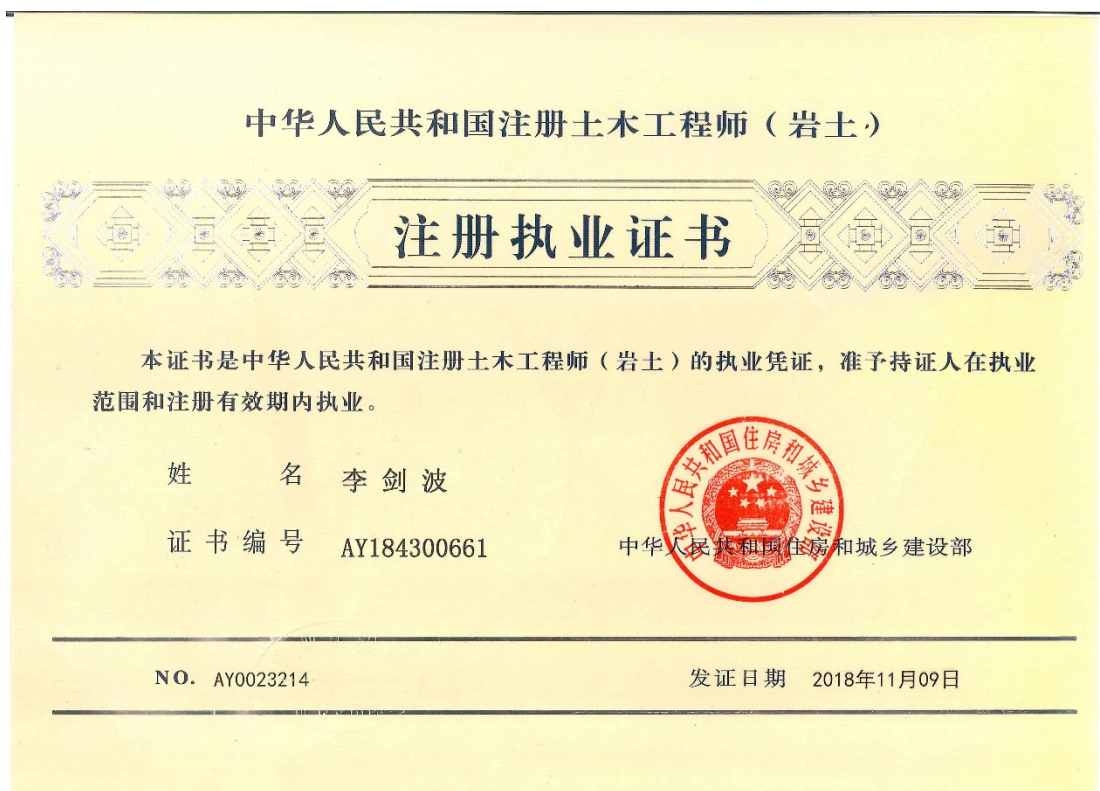 中华人民共和国注册土木工程师（岩土）
注册执业证书
本证书是中华人民共和国注册土木工程师（岩土）的执业凭证，准予持证人在执业
范围和注册有效期内执业。
姓 名 李剑波
证书编号 AY184300661
中华人民共和国住房和城乡建设部
中华人民共和国住房和城乡建设部
NO. AY0023214
发证日期 2018年11月09日